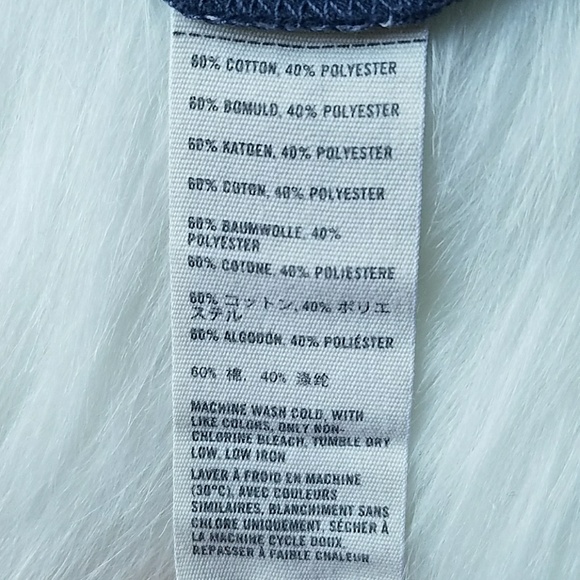 60% COTTON, 40% POLYESTER
60% BOMULD, 40% POLYESTER
60% KATOEN, 40% POLYESTER
60% COTON, 40% POLYESTER
60% BAUMWOLLE, 40%
POLYESTER
60% COTONE, 40% POLIESTERE
60% コットン, 40% ポリエ
ステル
60% ALGODÓN, 40% POLIÉSTER
60% 棉, 40% 涤纶
MACHINE WASH COLD, WITH
LIKE COLORS, ONLY NON-
CHLORINE BLEACH, TUMBLE DRY
LOW, LOW IRON
LAVER À FROID EN MACHINE
(30°C), AVEC COULEURS
SIMILAIRES, BLANCHIMENT SANS
CHLORE UNIQUEMENT, SÉCHER À
LA MACHINE CYCLE DOUX,
REPASSER À FAIBLE CHALEUR